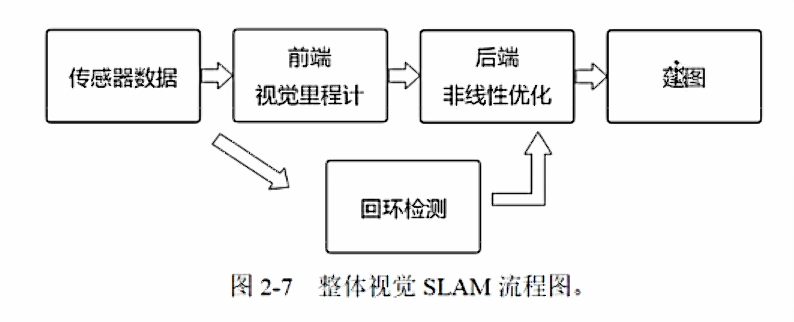 传感器数据
前端
视觉里程计
后端
非线性优化
建图
回环检测
图 2-7 整体视觉 SLAM 流程图。